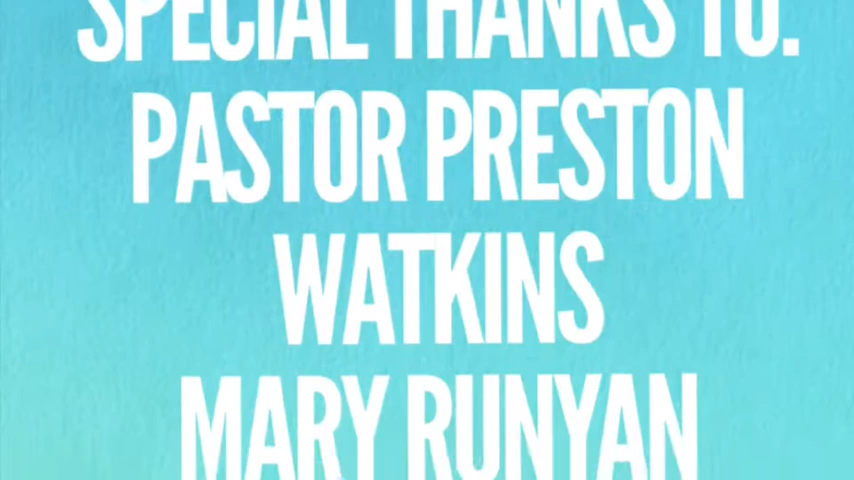 SPECIAL THANKS TO:
PASTOR PRESTON
WATKINS
MARY RUNYAN